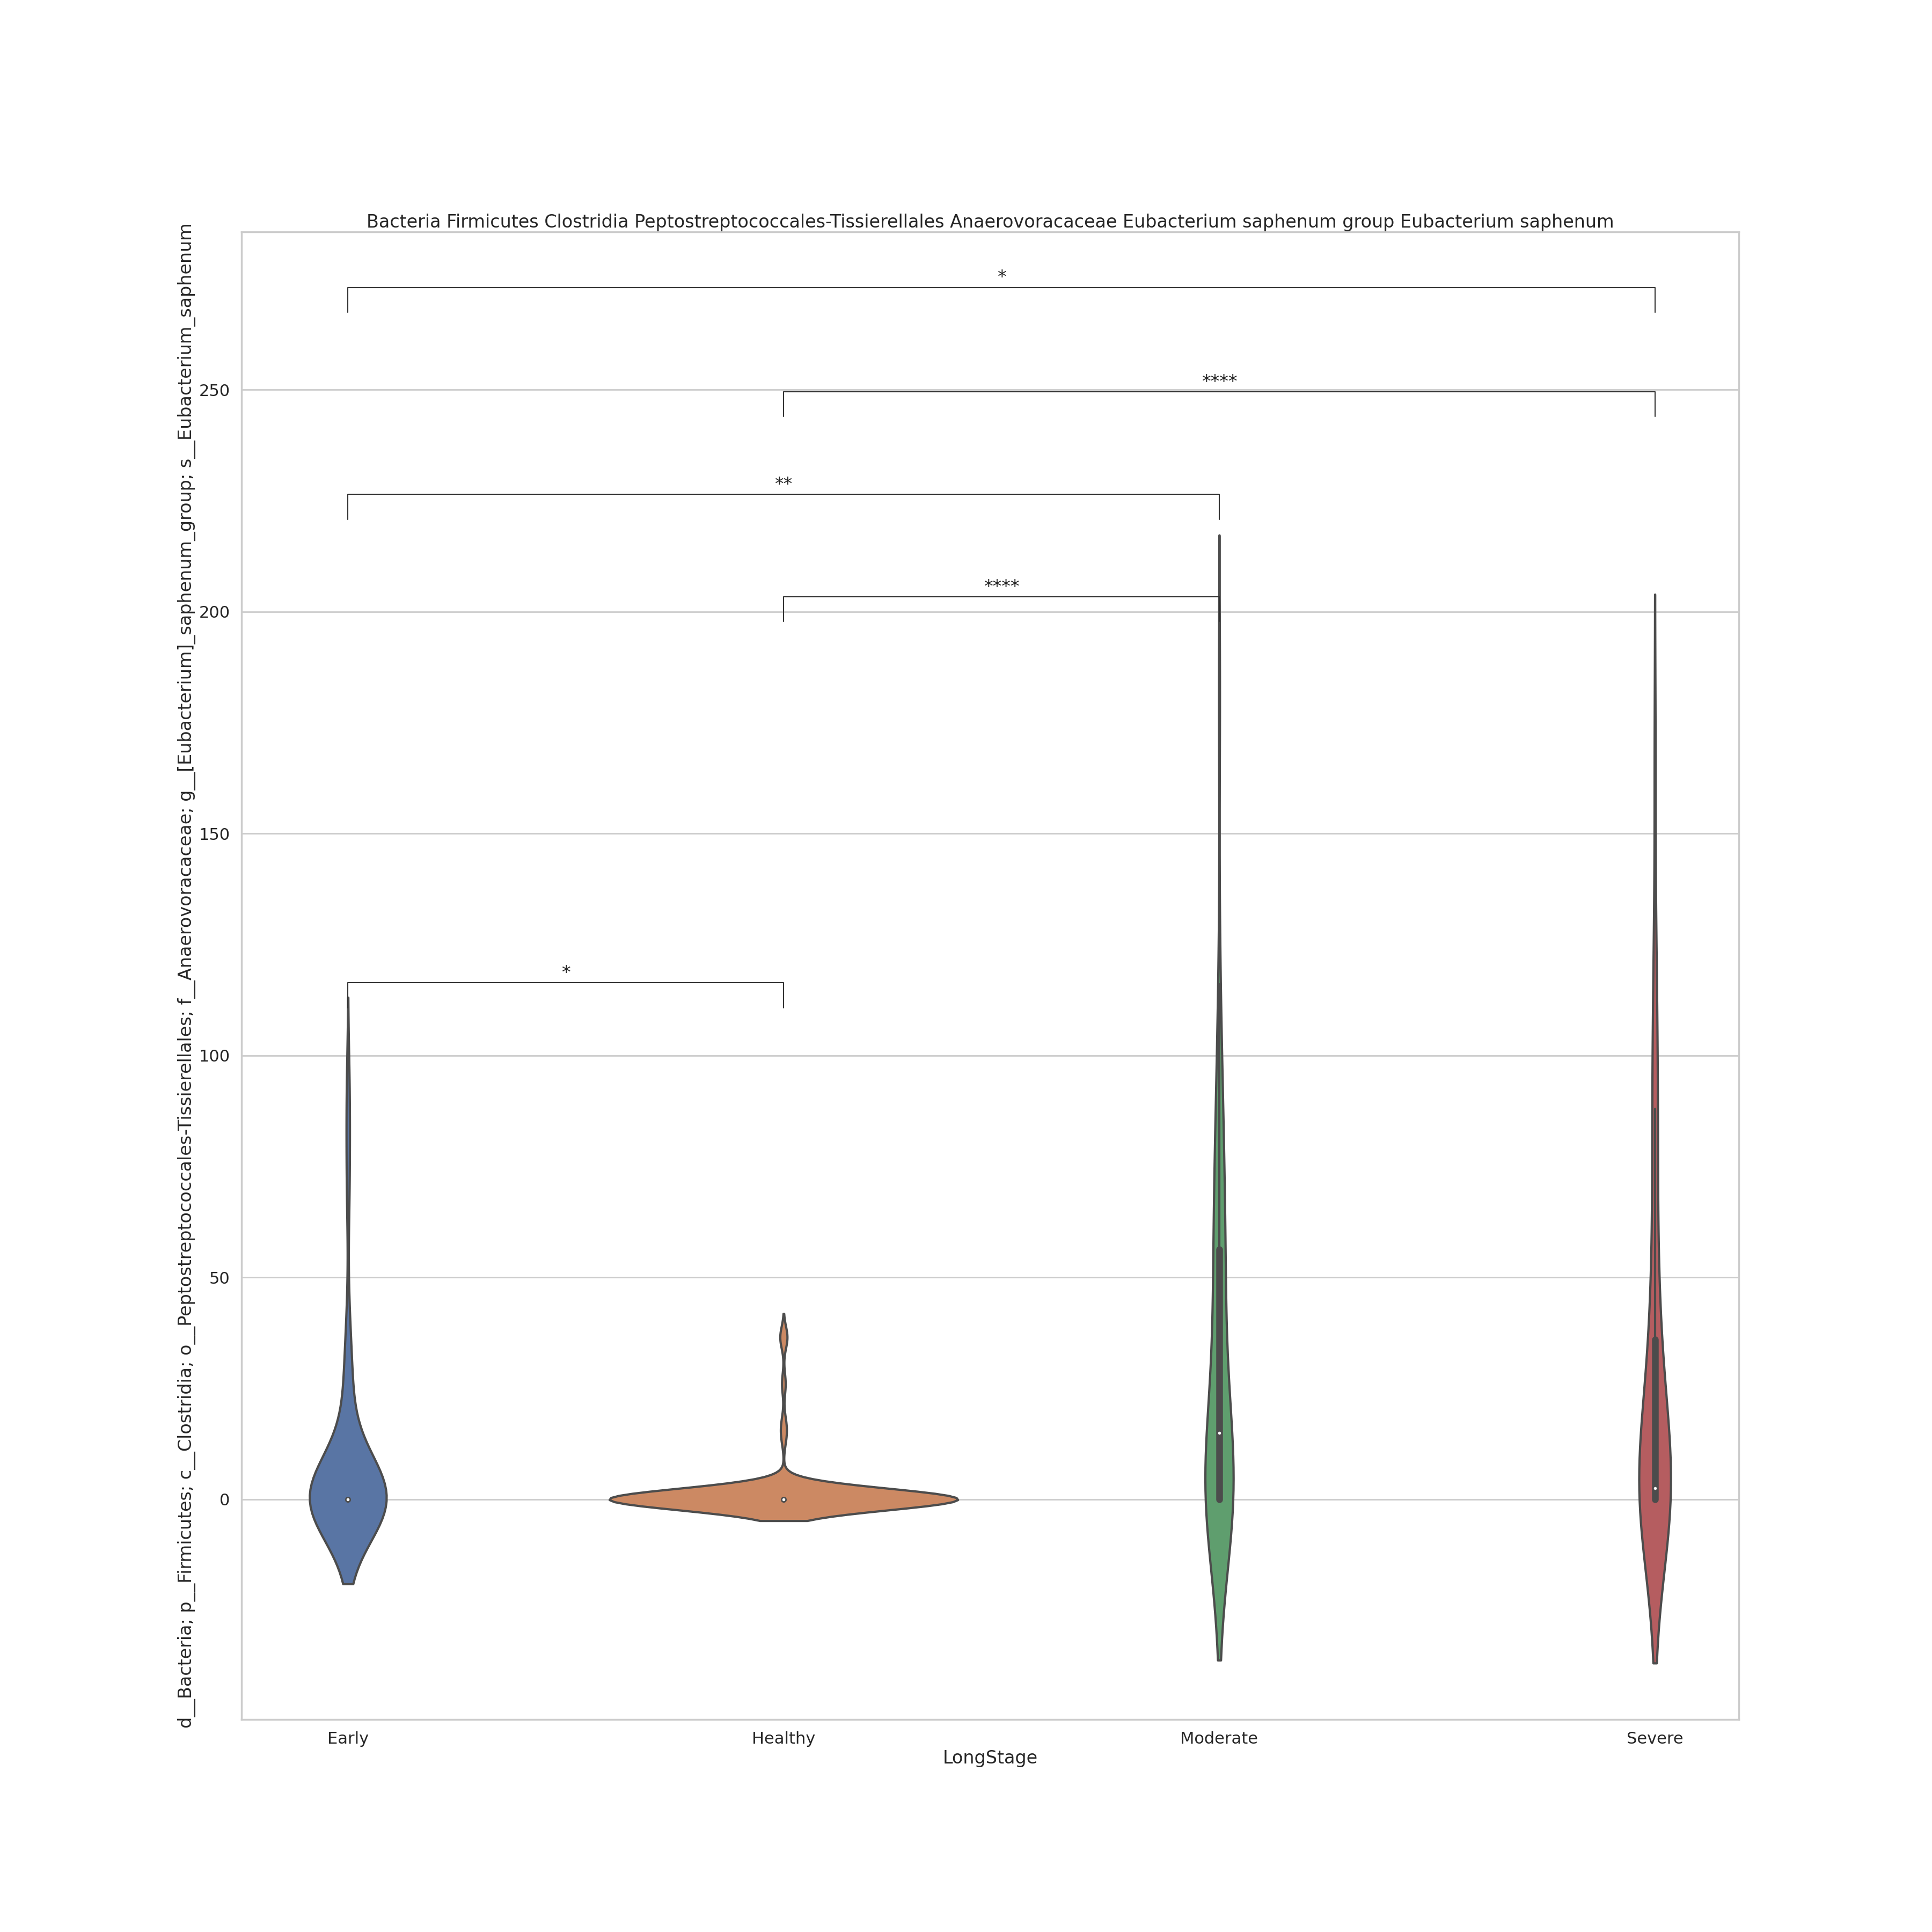 Bacteria Firmicutes Clostridia Peptostreptococcales-Tissierellales Anaerovoracaceae Eubacterium saphenum group Eubacterium saphenum
d__Bacteria; p__Firmicutes; c__Clostridia; o__Peptostreptococcales-Tissierellales; f__Anaerovoracaceae; g__[Eubacterium]_saphenum_group; s__Eubacterium_saphenum
*
250
****
**
200
****
150
*
100
50
0
Early Healthy Moderate Severe
LongStage